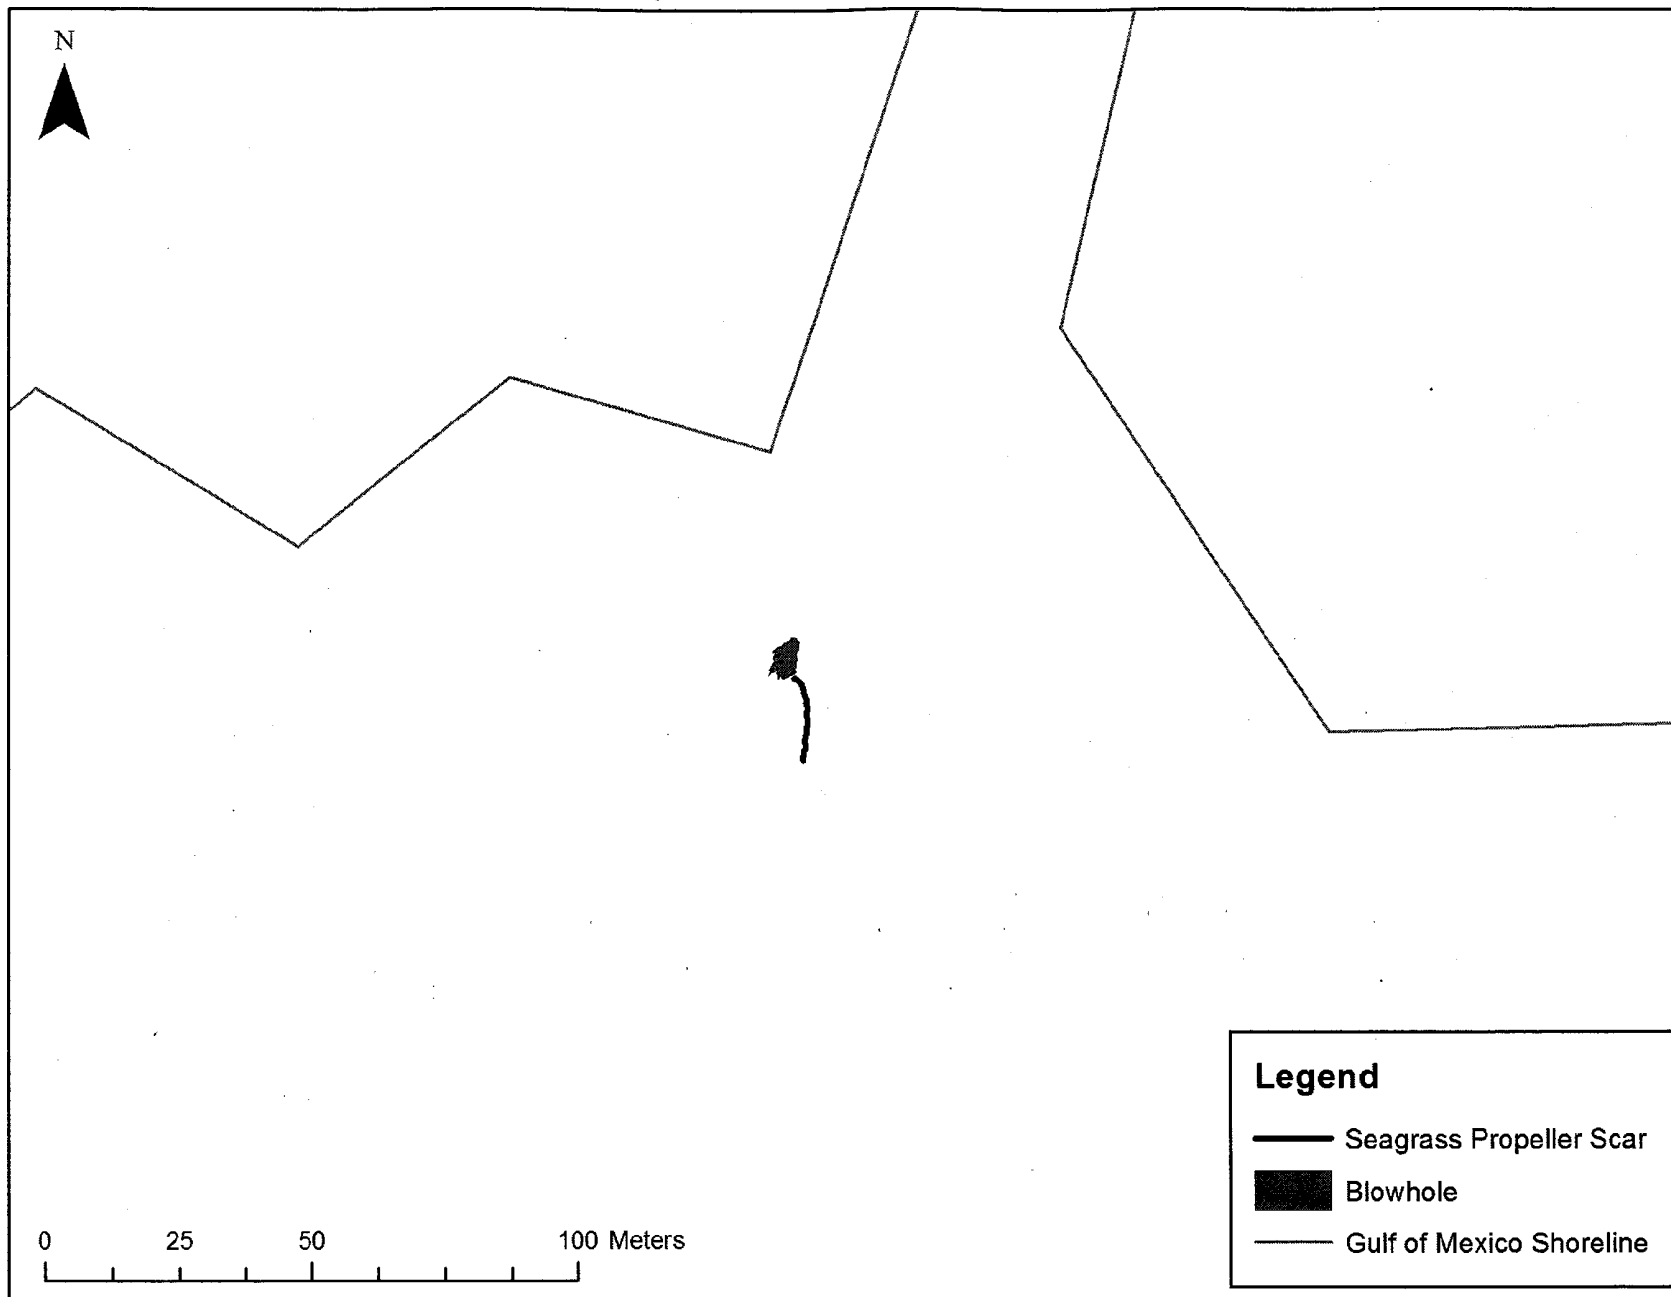 N
Legend
Seagrass Propeller Scar
Blowhole
Gulf of Mexico Shoreline
0 25 50 100 Meters